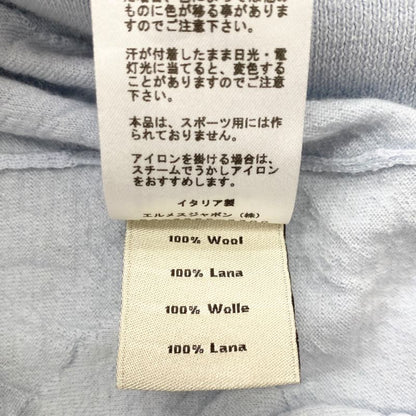 ものに色が移る事がありま
すのでご注意下さい。
汗が付着したまま日光・電
灯光に当てると、変色する
ことがありますのでご注意
下さい。
本品は、スポーツ用には作
られておりません。
アイロンを掛ける場合は、
スチームでうかしアイロン
をおすすめします。
イタリア製
エルメスジャポン（株）
100% Wool
100% Lana
100% Wolle
100% Lana